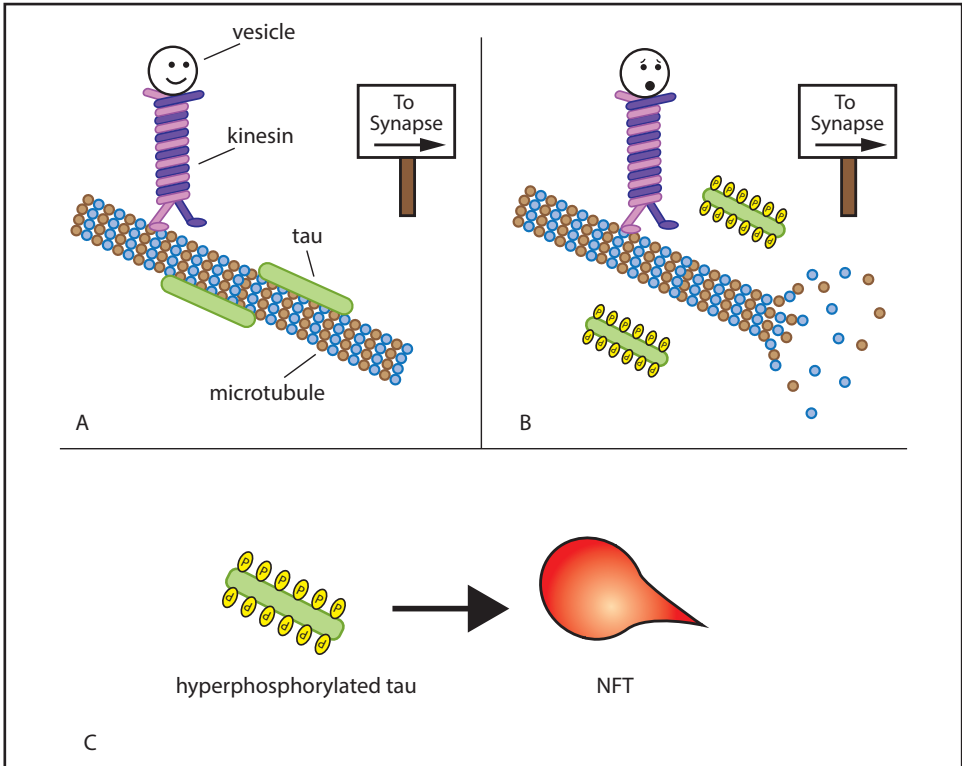 vesicle
kinesin
tau
microtubule
To
Synapse
A
To
Synapse
P P P P P P
P P P P P P
P P P P P P
P P P P P P
B
P P P P P P
P P P P P P
hyperphosphorylated tau
NFT
C